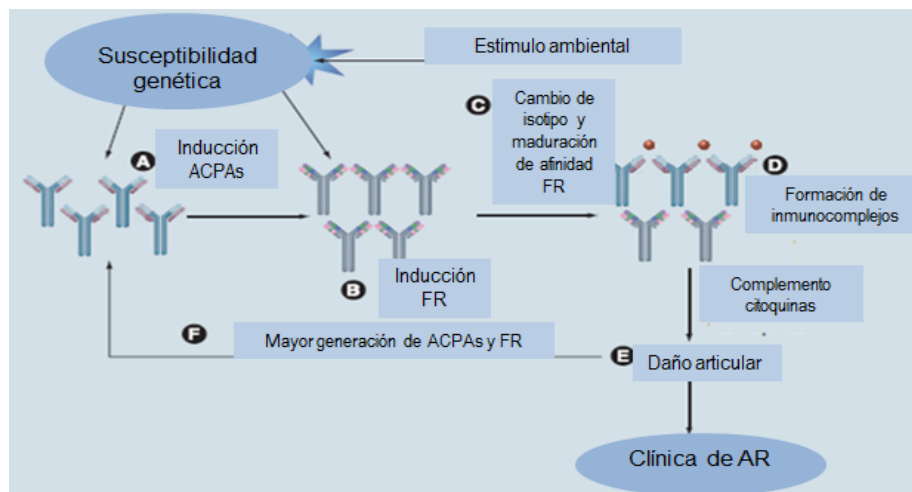 Susceptibilidad
genética
Estímulo ambiental
A
Inducción
ACPAs
C
Cambio de
isotipo y
maduración
de afinidad
FR
D
Formación de
inmunocomplejos
B
Inducción
FR
Complemento
citoquinas
F
Mayor generación de ACPAs y FR
E
Daño articular
Clínica de AR